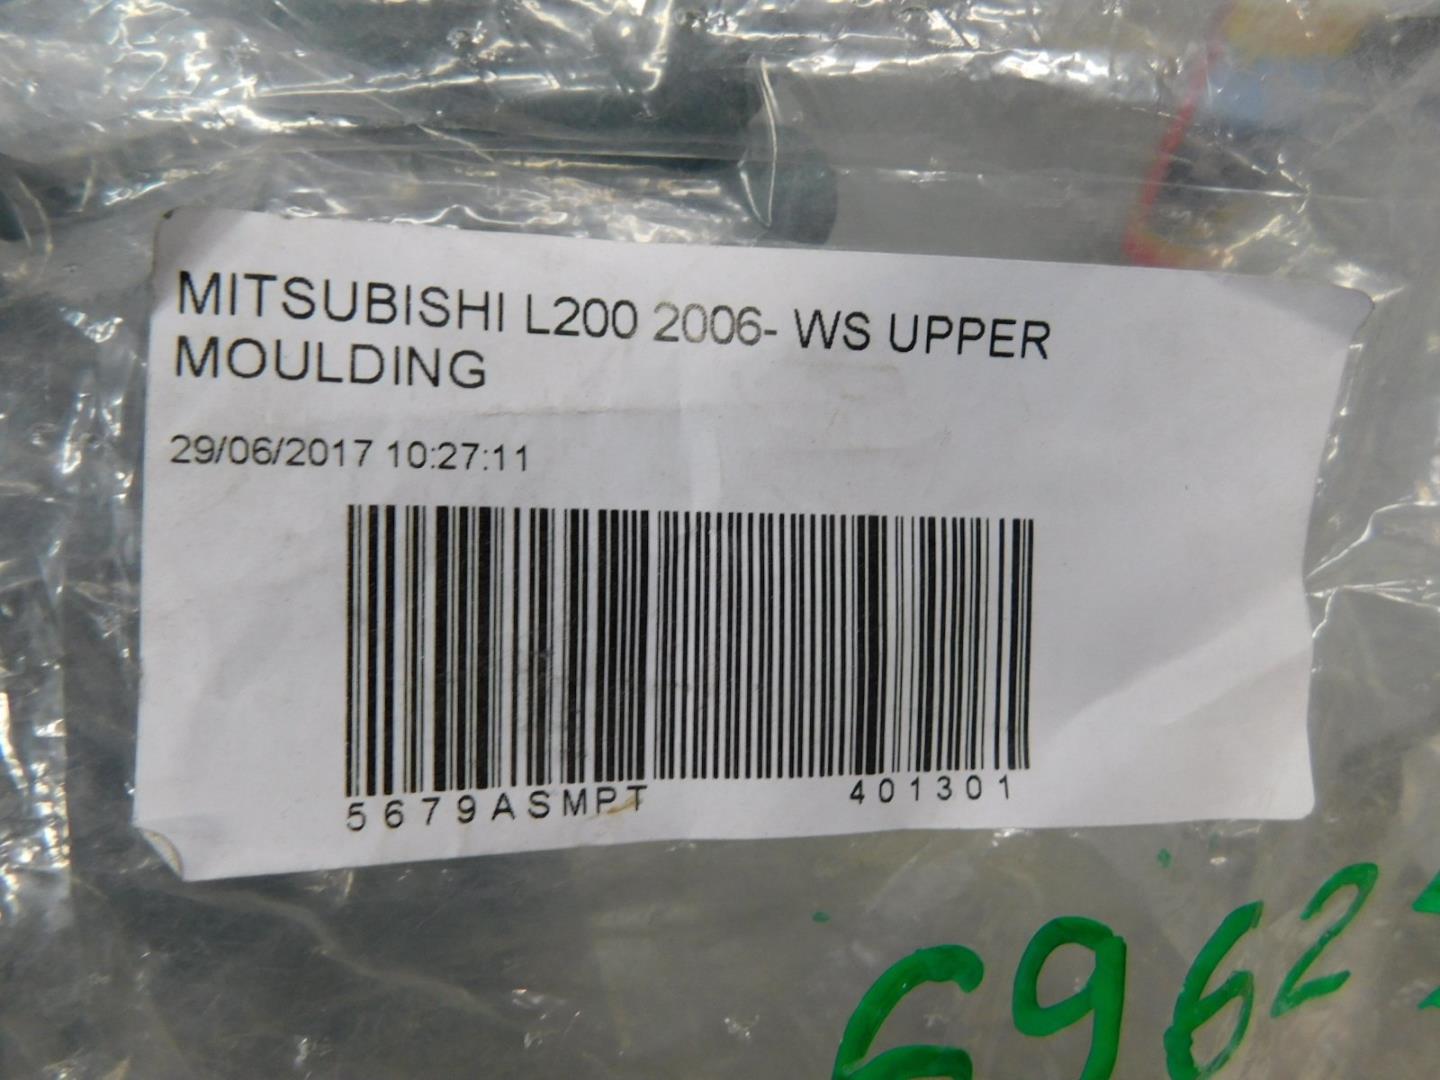 MITSUBISHI L200 2006- WS UPPER
MOULDING
29/06/2017 10:27:11
5679ASMPT 401301